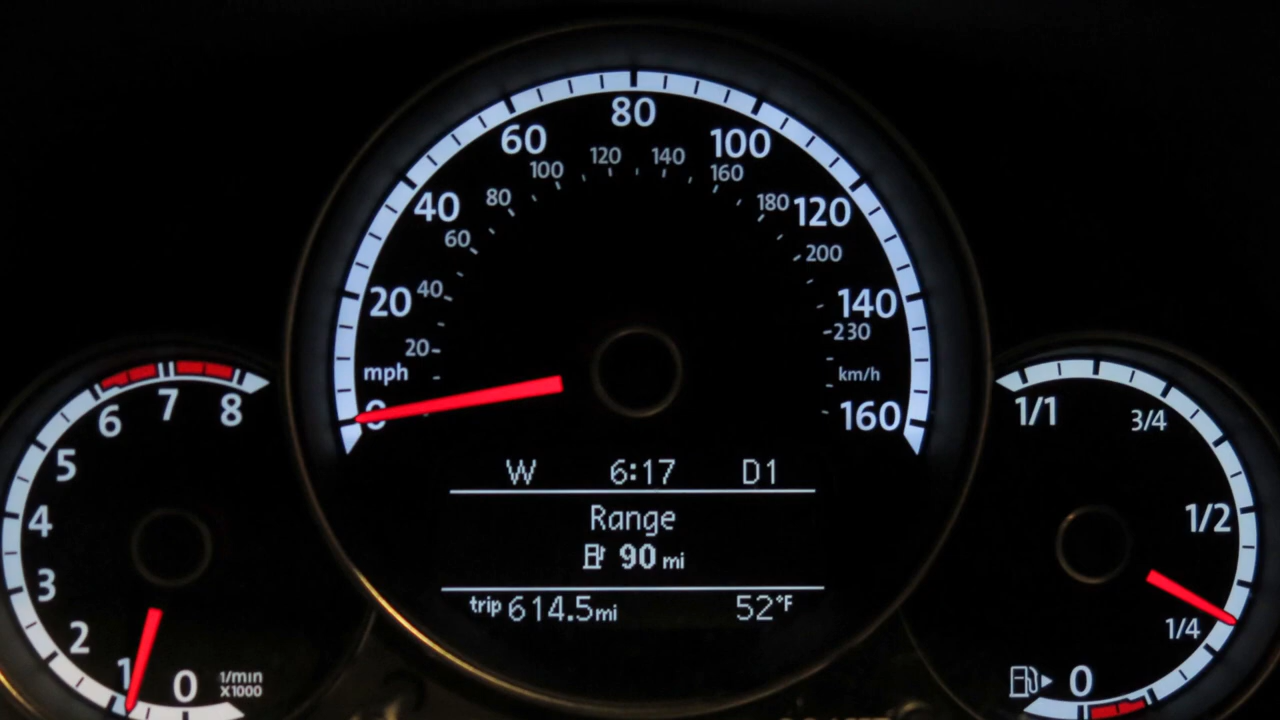 80
60 100
100 120 140 160
40 80 180 120
60 200
20 40 140
20 230
mph km/h
0 160
6 7 8
5
4
3
2
1 0 1/min
X1000
W 6:17 D1
Range
90 mi
trip 614.5 mi 52°F
1/1 3/4
1/2
1/4
0